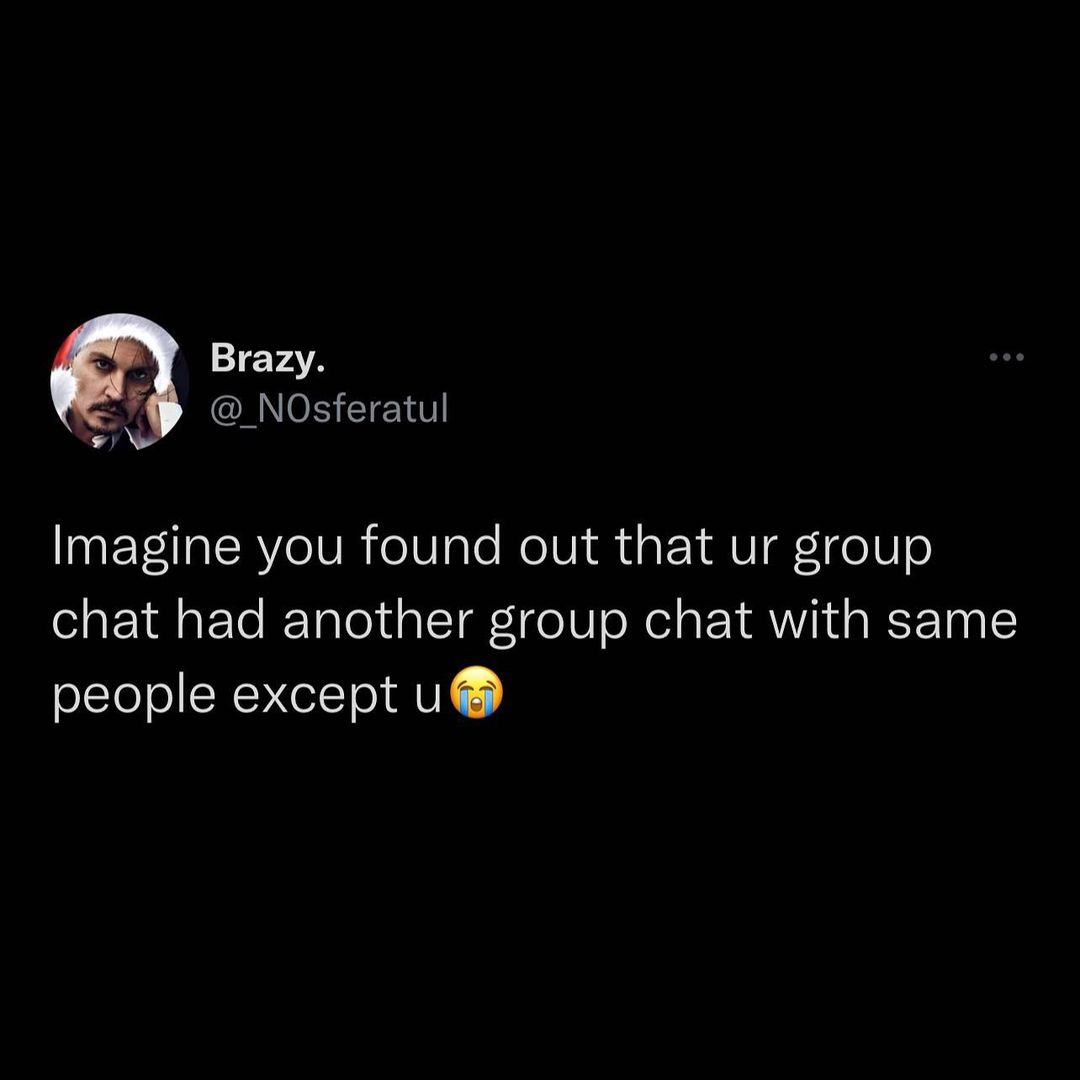 Brazy.
@_N0sferatul
Imagine you found out that ur group
chat had another group chat with same
people except u😭